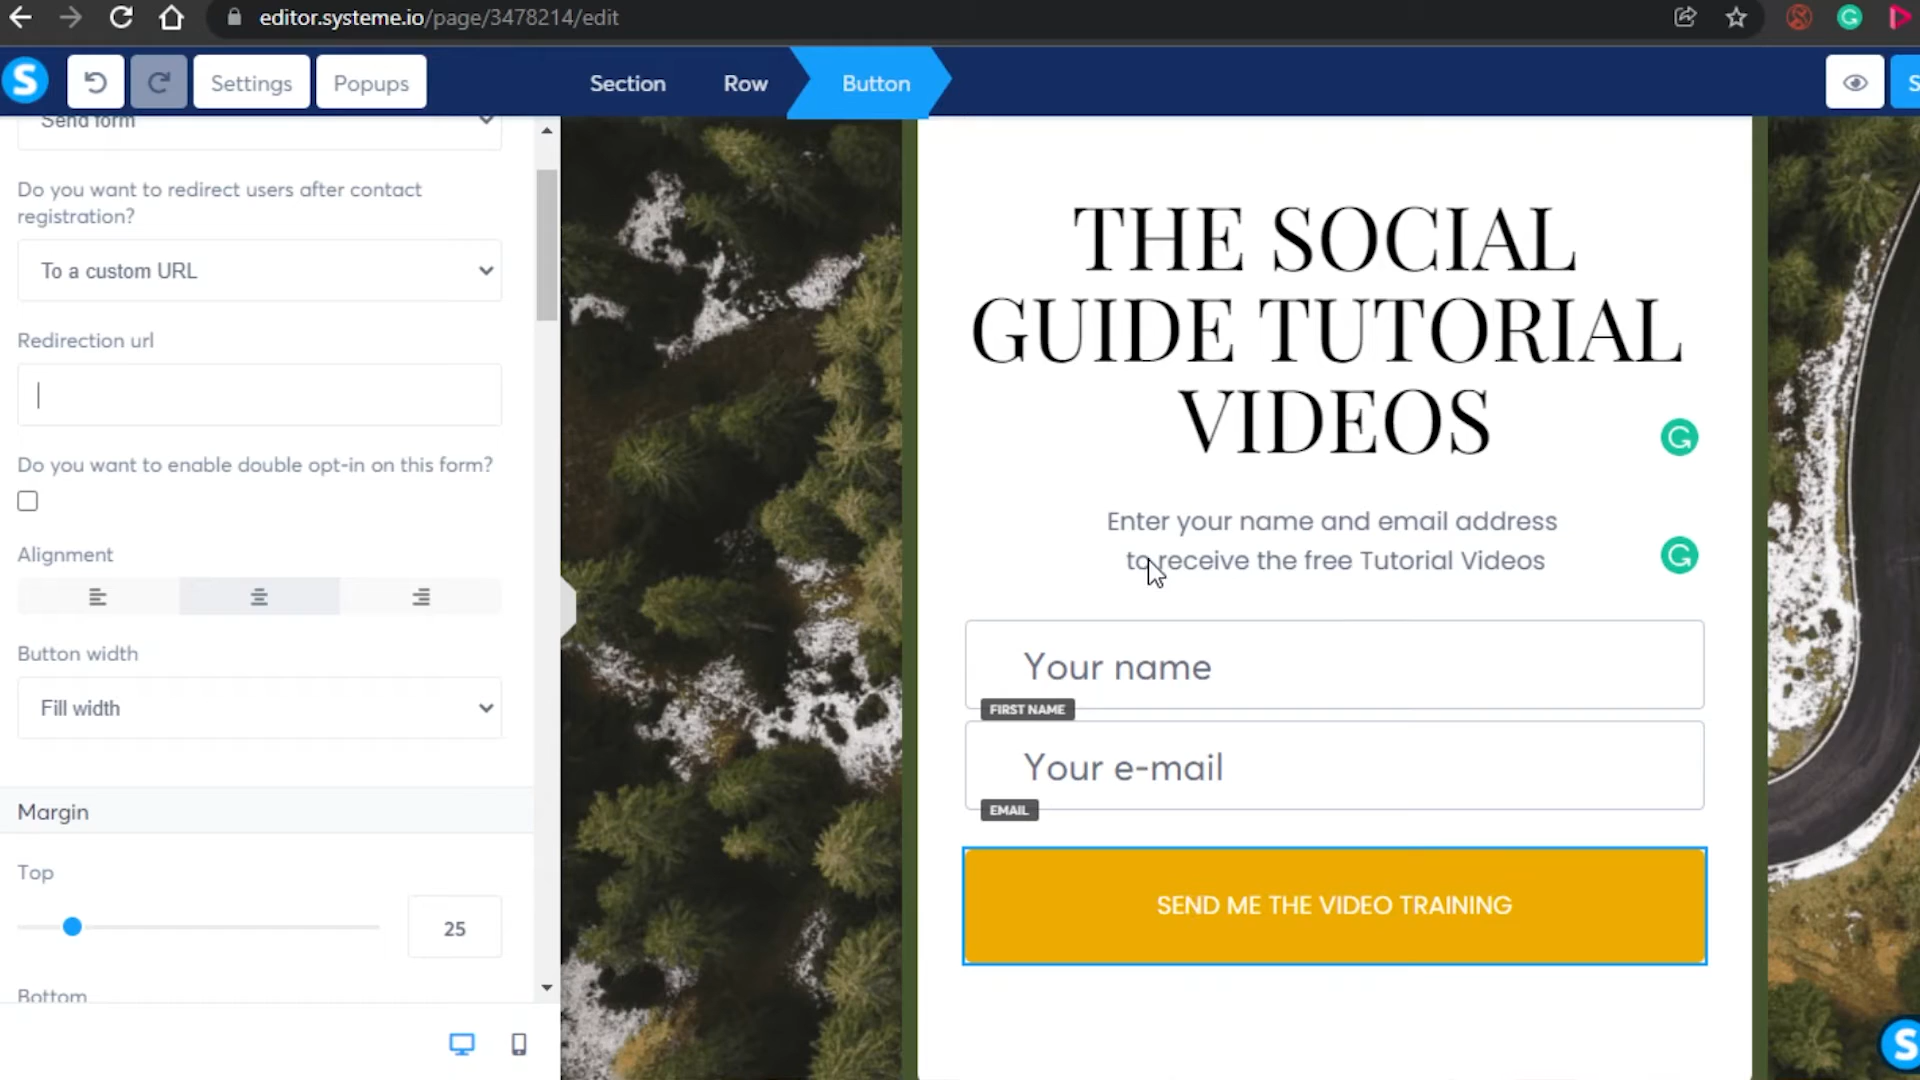 editor.systeme.io/page/3478214/edit
S
Settings
Popups
Section
Row
Button
S
Send form
Do you want to redirect users after contact
registration?
To a custom URL
Redirection url
Do you want to enable double opt-in on this form?
Alignment
Button width
Fill width
Margin
Top
25
Bottom
THE SOCIAL
GUIDE TUTORIAL
VIDEOS
Enter your name and email address
to receive the free Tutorial Videos
Your name
FIRST NAME
Your e-mail
EMAIL
SEND ME THE VIDEO TRAINING
S